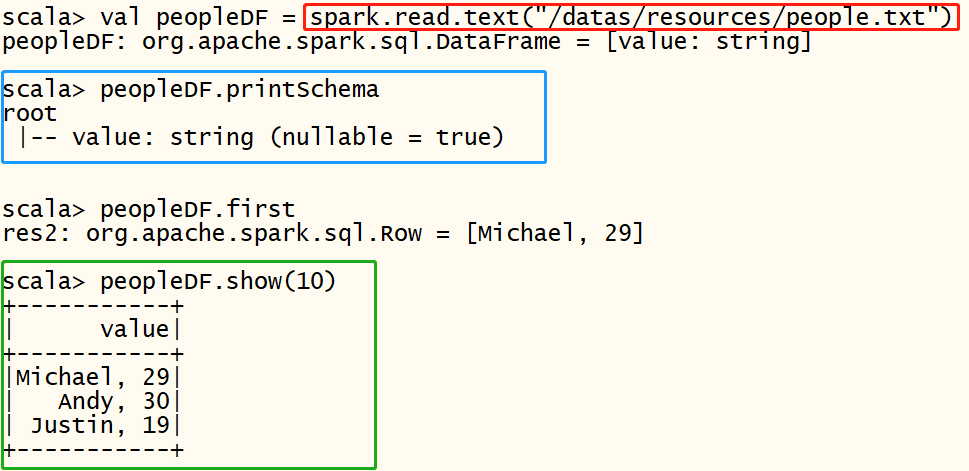 scala> val peopleDF = spark.read.text("/datas/resources/people.txt")
peopleDF: org.apache.spark.sql.DataFrame = [value: string]
scala> peopleDF.printSchema
root
 |-- value: string (nullable = true)
scala> peopleDF.first
res2: org.apache.spark.sql.Row = [Michael, 29]
scala> peopleDF.show(10)
+-----------+
|      value|
+-----------+
|Michael, 29|
|   Andy, 30|
| Justin, 19|
+-----------+